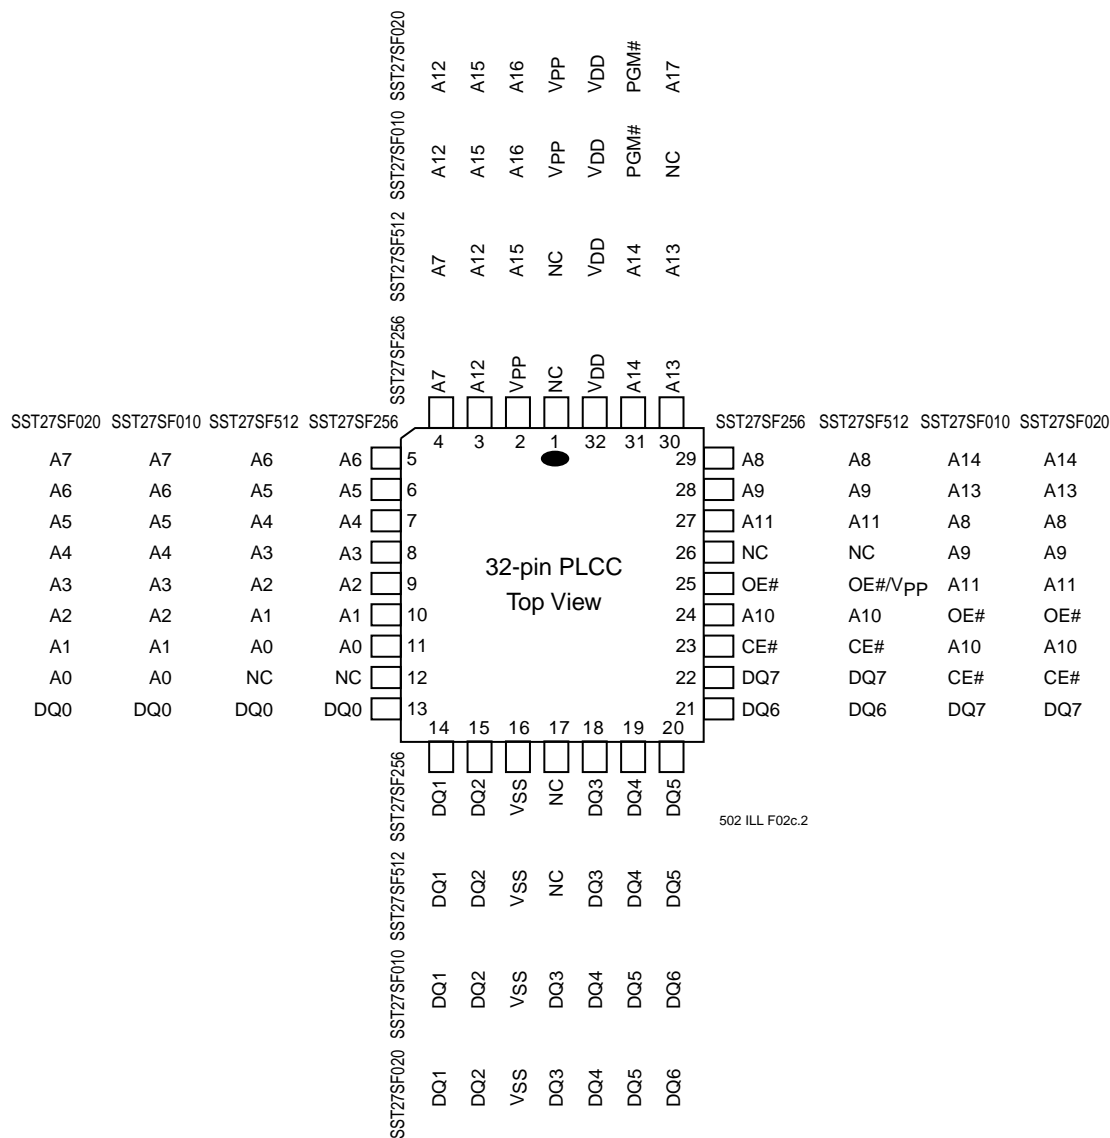 SST27SF020 A12 A15 A16 VPP VDD PGM# A17
SST27SF010 A12 A15 A16 VPP VDD PGM# NC
SST27SF512 A7 A12 A15 NC VDD A14 A13
SST27SF256 A7 A12 VPP NC VDD A14 A13
SST27SF020 SST27SF010 SST27SF512 SST27SF256 SST27SF256 SST27SF512 SST27SF010 SST27SF020
4 3 2 1 32 31 30
A7 A7 A6 A6 5 29 A8 A8 A14 A14
A6 A6 A5 A5 6 28 A9 A9 A13 A13
A5 A5 A4 A4 7 27 A11 A11 A8 A8
A4 A4 A3 A3 8 26 NC NC A9 A9
32-pin PLCC
A3 A3 A2 A2 9 25 OE# OE#/VPP A11 A11
Top View
A2 A2 A1 A1 10 24 A10 A10 OE# OE#
A1 A1 A0 A0 11 23 CE# CE# A10 A10
A0 A0 NC NC 12 22 DQ7 DQ7 CE# CE#
DQ0 DQ0 DQ0 DQ0 13 21 DQ6 DQ6 DQ7 DQ7
14 15 16 17 18 19 20
SST27SF256 DQ1 DQ2 VSS NC DQ3 DQ4 DQ5
502 ILL F02c.2
SST27SF512 DQ1 DQ2 VSS NC DQ3 DQ4 DQ5
SST27SF010 DQ1 DQ2 VSS DQ3 DQ4 DQ5 DQ6
SST27SF020 DQ1 DQ2 VSS DQ3 DQ4 DQ5 DQ6